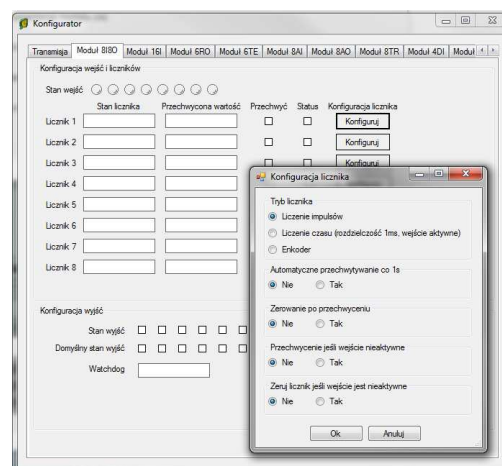 Konfigurator
Transmisja Moduł 8I8O Moduł 16I Moduł 6RO Moduł 6TE Moduł 8AI Moduł 8AO Moduł 8TR Moduł 4DI Moduł
Konfiguracja wejść i liczników
Stan wejść
Stan licznika Przechwycona wartość Przechwyć Status Konfiguracja licznika
Licznik 1 Konfiguruj
Licznik 2 Konfiguruj
Licznik 3 Konfiguruj
Licznik 4
Licznik 5
Licznik 6
Licznik 7
Licznik 8
Konfiguracja wyjść
Stan wyjść
Domyślny stan wyjść
Watchdog
Konfiguracja licznika
Tryb licznika
Liczenie impulsów
Liczenie czasu (rozdzielczość 1ms, wejście aktywne)
Enkoder
Automatyczne przechwytywanie co 1s
Nie Tak
Zerowanie po przechwyceniu
Nie Tak
Przechwycenie jeśli wejście nieaktywne
Nie Tak
Zeruj licznik jeśli wejście jest nieaktywne
Nie Tak
Ok Anuluj